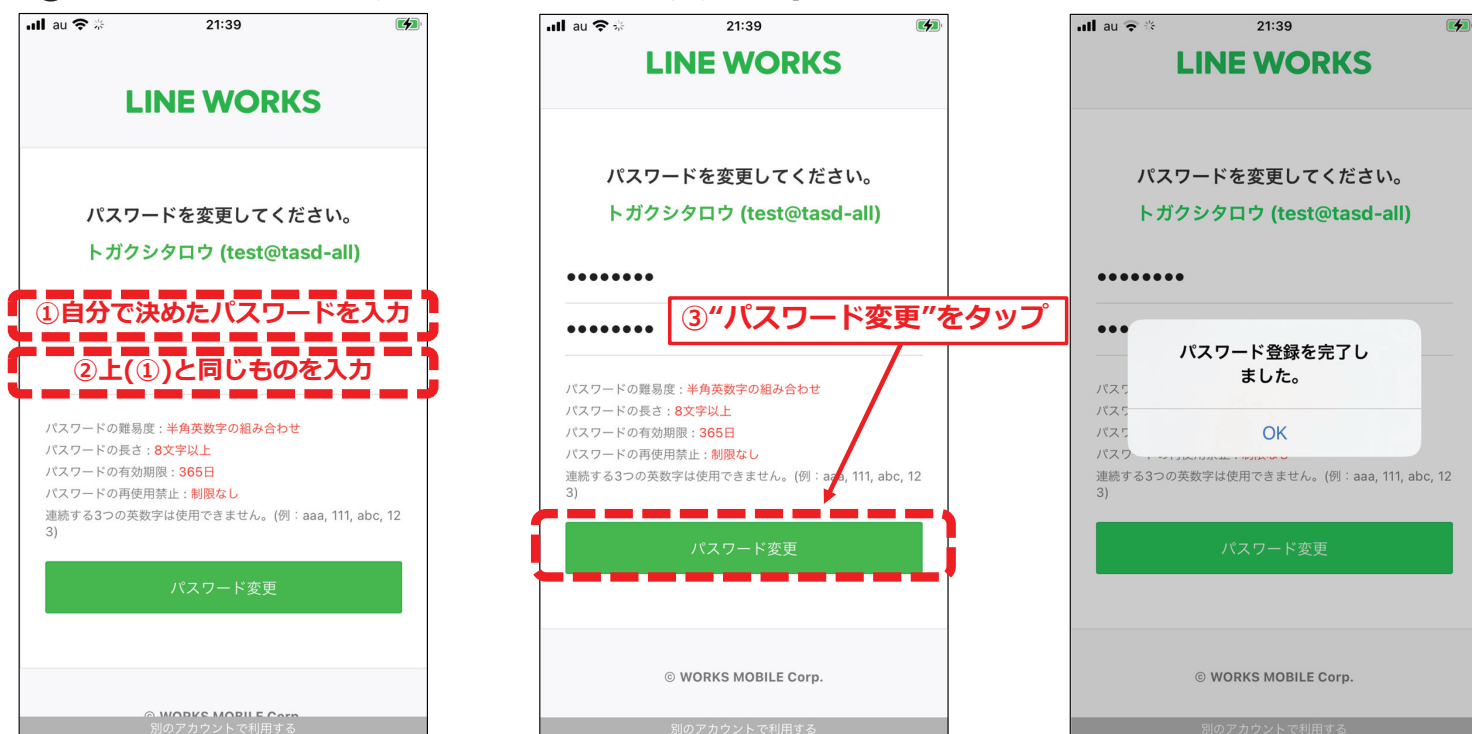 au 21:39
LINE WORKS
パスワードを変更してください。
トガクシタロウ (test@tasd-all)
①自分で決めたパスワードを入力
②上(①)と同じものを入力
パスワードの難易度 : 半角英数字の組み合わせ
パスワードの長さ : 8文字以上
パスワードの有効期限 : 365日
パスワードの再使用禁止 : 制限なし
連続する3つの英数字は使用できません。(例 : aaa, 111, abc, 12
3)
パスワード変更
© WORKS MOBILE Corp.
別のアカウントで利用する
au 21:39
LINE WORKS
パスワードを変更してください。
トガクシタロウ (test@tasd-all)
●●●●●●●●
●●●●●●●●
③“パスワード変更”をタップ
パスワードの難易度 : 半角英数字の組み合わせ
パスワードの長さ : 8文字以上
パスワードの有効期限 : 365日
パスワードの再使用禁止 : 制限なし
連続する3つの英数字は使用できません。(例 : aaa, 111, abc, 12
3)
パスワード変更
© WORKS MOBILE Corp.
別のアカウントで利用する
au 21:39
LINE WORKS
パスワードを変更してください。
トガクシタロウ (test@tasd-all)
●●●●●●●●
●●●
パスワード登録を完了し
ました。
OK
連続する3つの英数字は使用できません。(例 : aaa, 111, abc, 12
3)
パスワード変更
© WORKS MOBILE Corp.
別のアカウントで利用する